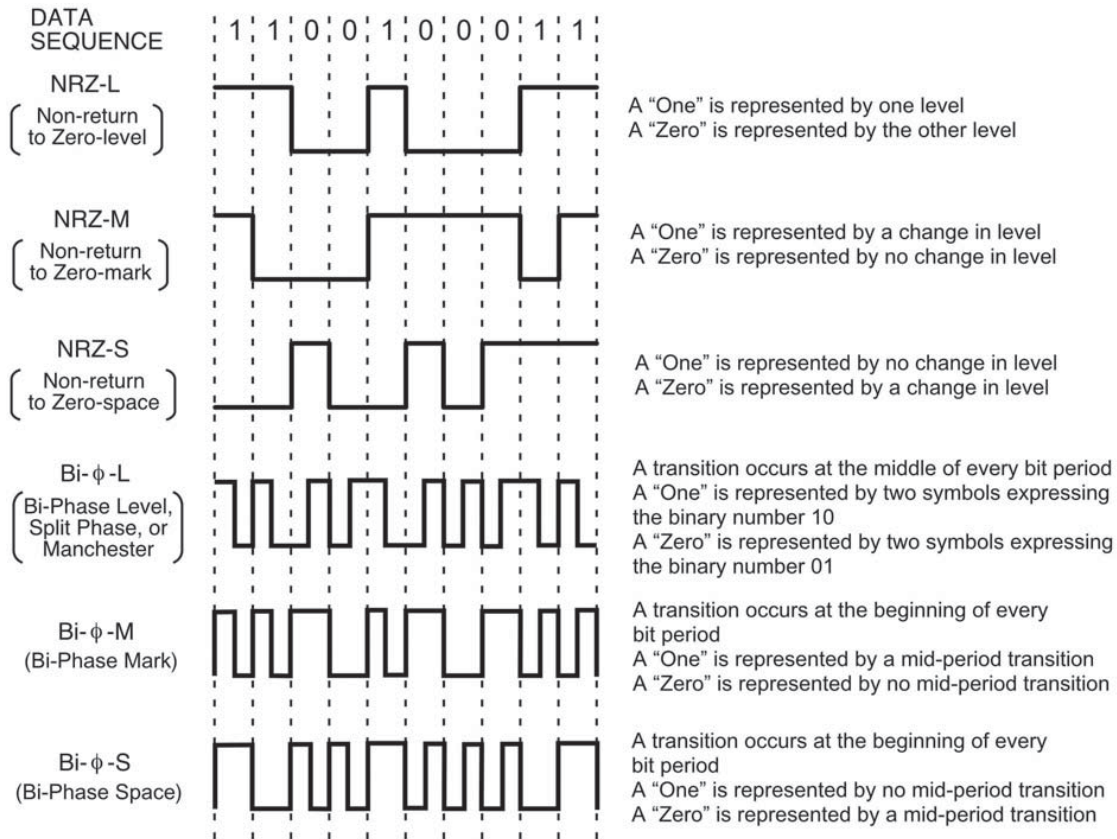 DATA
SEQUENCE
1 1 0 0 1 0 0 0 1 1
NRZ-L
(Non-return
to Zero-level)
A “One” is represented by one level
A “Zero” is represented by the other level
NRZ-M
(Non-return
to Zero-mark)
A “One” is represented by a change in level
A “Zero” is represented by no change in level
NRZ-S
(Non-return
to Zero-space)
A “One” is represented by no change in level
A “Zero” is represented by a change in level
Bi-ϕ-L
(Bi-Phase Level,
Split Phase, or
Manchester)
A transition occurs at the middle of every bit period
A “One” is represented by two symbols expressing
the binary number 10
A “Zero” is represented by two symbols expressing
the binary number 01
Bi-ϕ-M
(Bi-Phase Mark)
A transition occurs at the beginning of every
bit period
A “One” is represented by a mid-period transition
A “Zero” is represented by no mid-period transition
Bi-ϕ-S
(Bi-Phase Space)
A transition occurs at the beginning of every
bit period
A “One” is represented by no mid-period transition
A “Zero” is represented by a mid-period transition